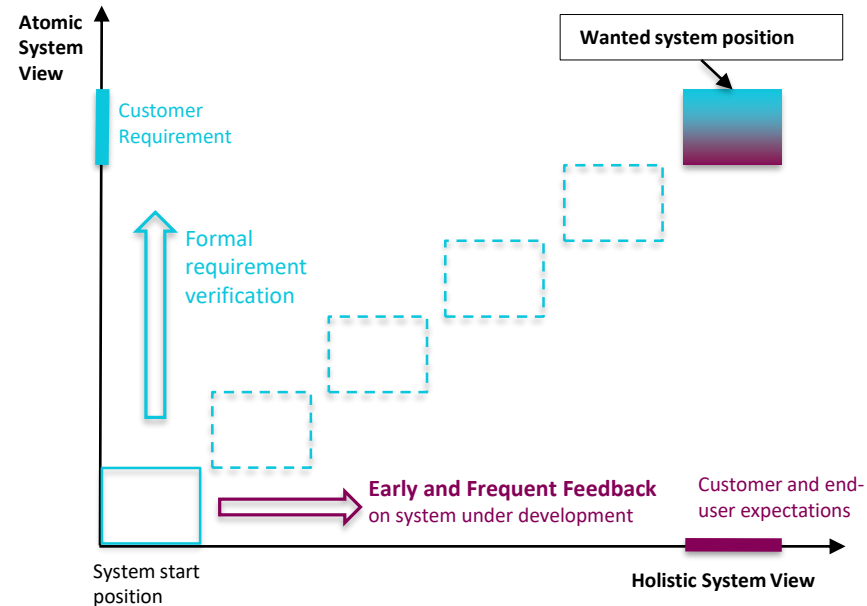 Atomic
System
View
Wanted system position
Customer
Requirement
Formal
requirement
verification
Early and Frequent Feedback
on system under development
Customer and end-
user expectations
System start
position
Holistic System View